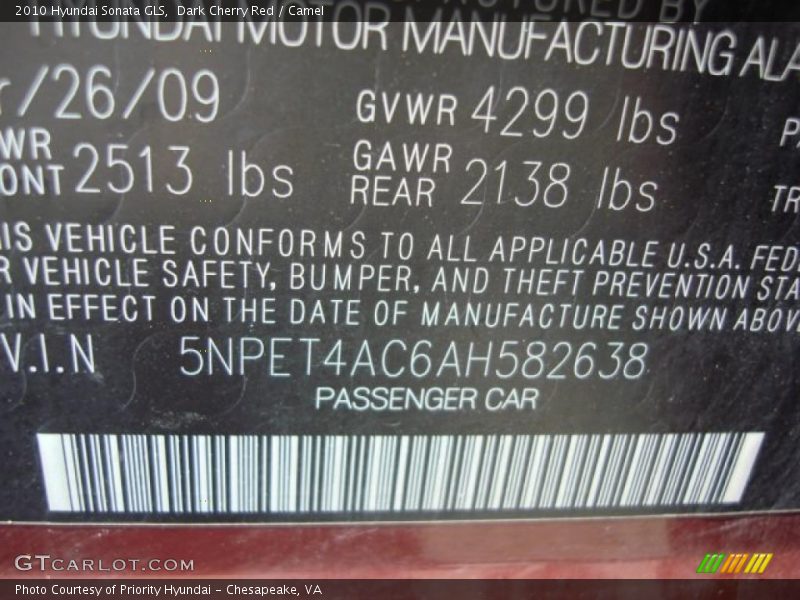 2010 Hyundai Sonata GLS, Dark Cherry Red / Camel
BY
HYUNDAI MOTOR MANUFACTURING ALA
/26/09 GVWR 4299 lbs
WR
ONT 2513 lbs GAWR
REAR 2138 lbs TR
IS VEHICLE CONFORMS TO ALL APPLICABLE U.S.A. FED
R VEHICLE SAFETY, BUMPER, AND THEFT PREVENTION STA
IN EFFECT ON THE DATE OF MANUFACTURE SHOWN ABOV
V.I.N 5NPET4AC6AH582638
PASSENGER CAR
GTCARLOT.COM
Photo Courtesy of Priority Hyundai - Chesapeake, VA